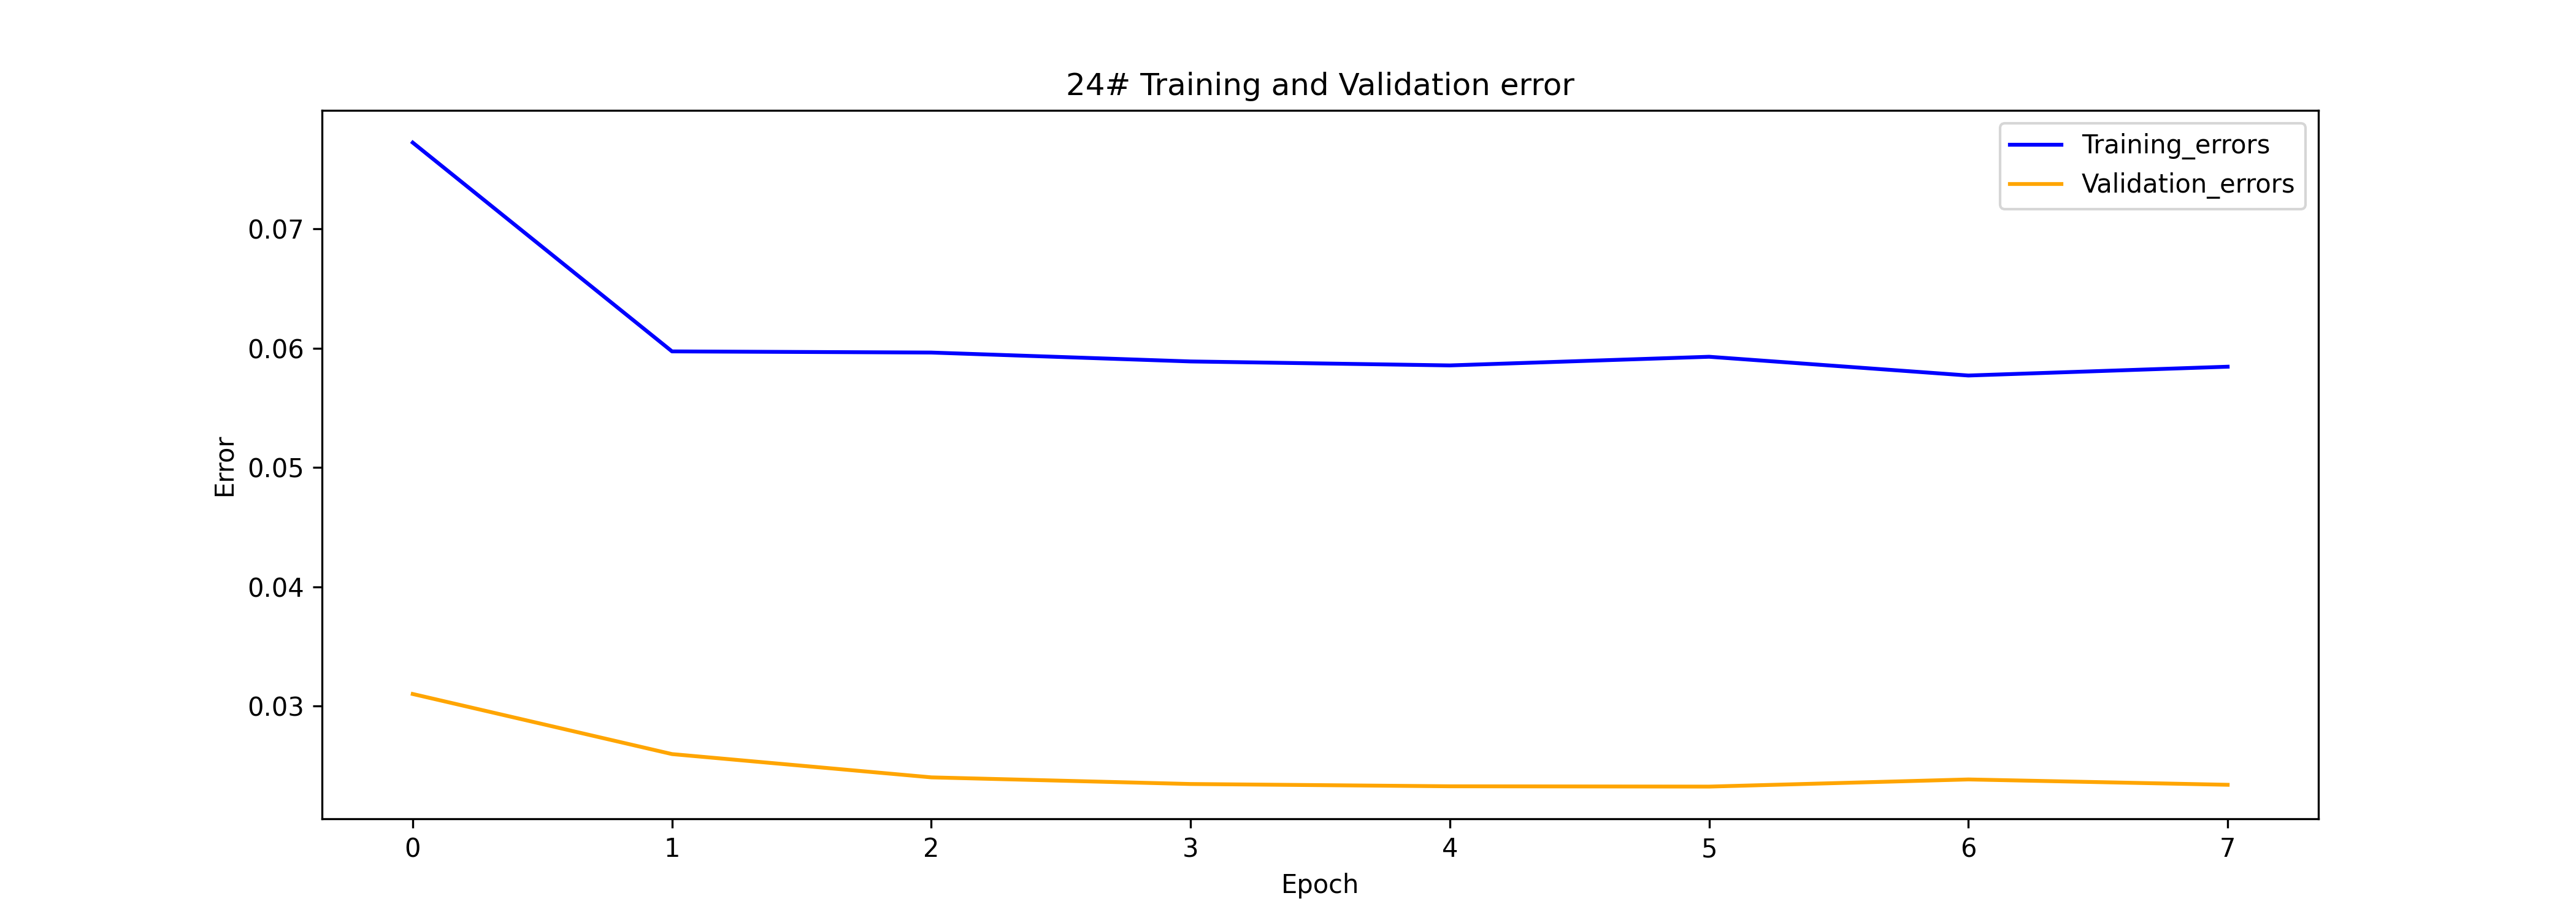 24# Training and Validation error
Training_errors
Validation_errors
0.07
0.06
0.05
0.04
0.03
Error
0
1
2
3
4
5
6
7
Epoch